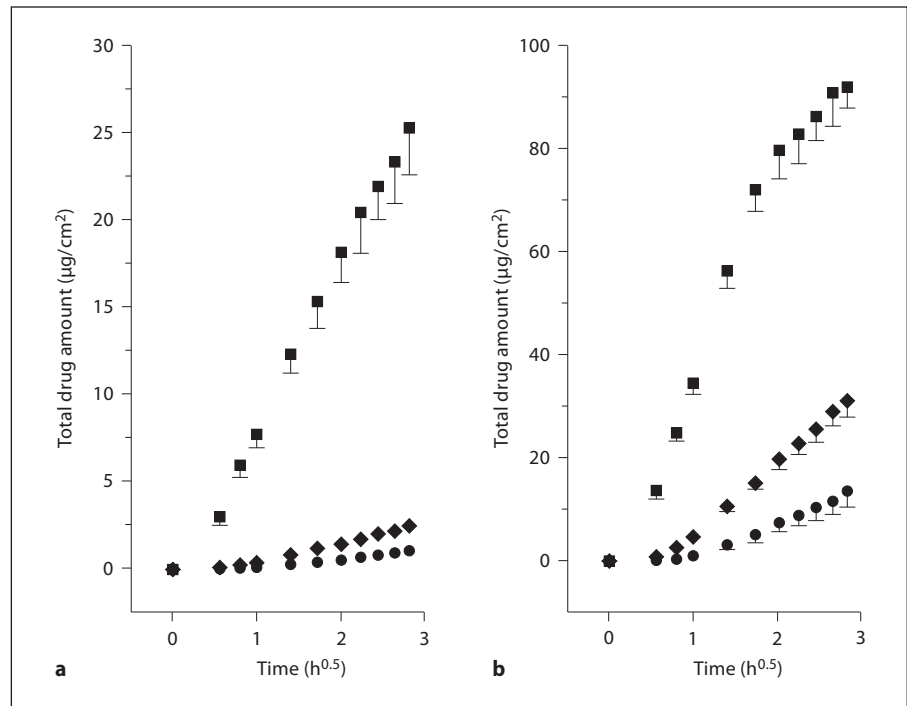 30
25
20
15
10
5
0
Total drug amount (µg/cm²)
0 1 2 3
Time (h⁰·⁵)
a
100
80
60
40
20
0
Total drug amount (µg/cm²)
0 1 2 3
Time (h⁰·⁵)
b